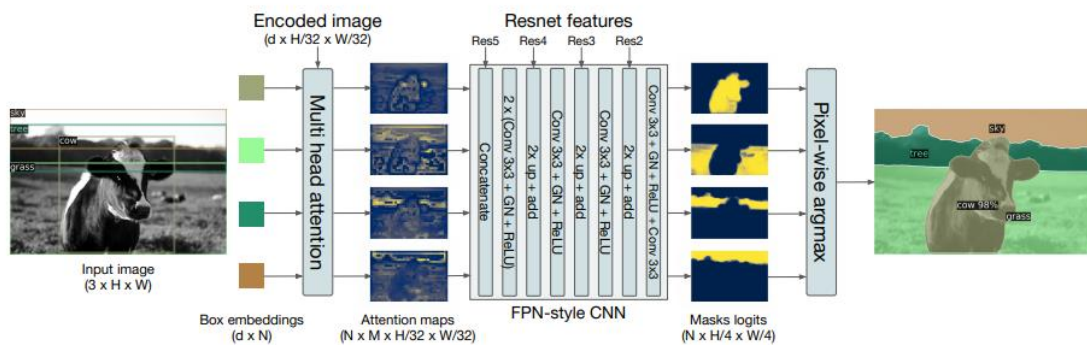 Encoded image
(d x H/32 x W/32)
Resnet features
Res5
Res4
Res3
Res2
sky
tree
cow
grass
Input image
(3 x H x W)
Box embeddings
(d x N)
Multi head attention
Attention maps
(N x M x H/32 x W/32)
Concatenate
2 x (Conv 3x3 + GN + ReLU)
2x up + add
Conv 3x3 + GN + ReLU
2x up + add
Conv 3x3 + GN + ReLU
2x up + add
Conv 3x3 + GN + ReLU + Conv 3x3
FPN-style CNN
Masks logits
(N x H/4 x W/4)
Pixel-wise argmax
sky
tree
cow 98%
grass